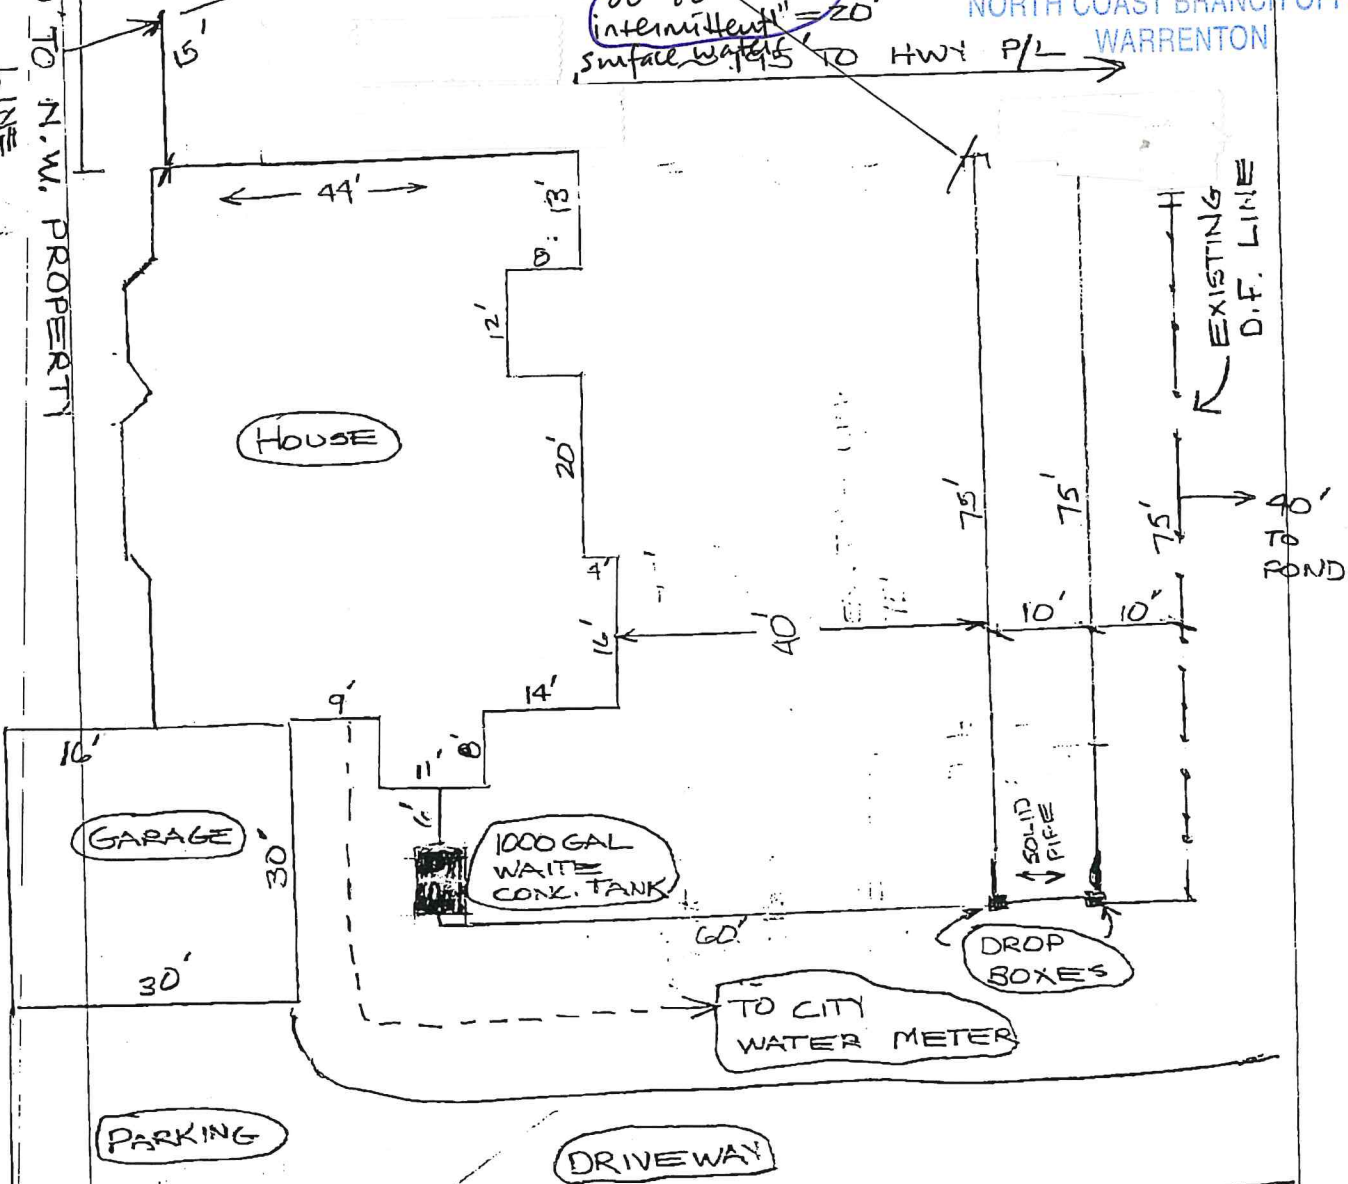 intermittent
1" = 20'
surface waters
TO HWY P/L
NORTH COAST BRANCH OFF
WARRENTON
15'
TO N.W. PROPERTY
LINE
44'
13'
8'
12'
20'
4'
16'
14'
9'
11'
8'
HOUSE
EXISTING
D.F. LINE
75'
75'
75'
40'
TO
POND
40'
10'
10"
16'
GARAGE
30'
30'
1000 GAL
WAITE
CONC. TANK
60'
SOLID
PIPE
DROP
BOXES
TO CITY
WATER METER
PARKING
DRIVEWAY